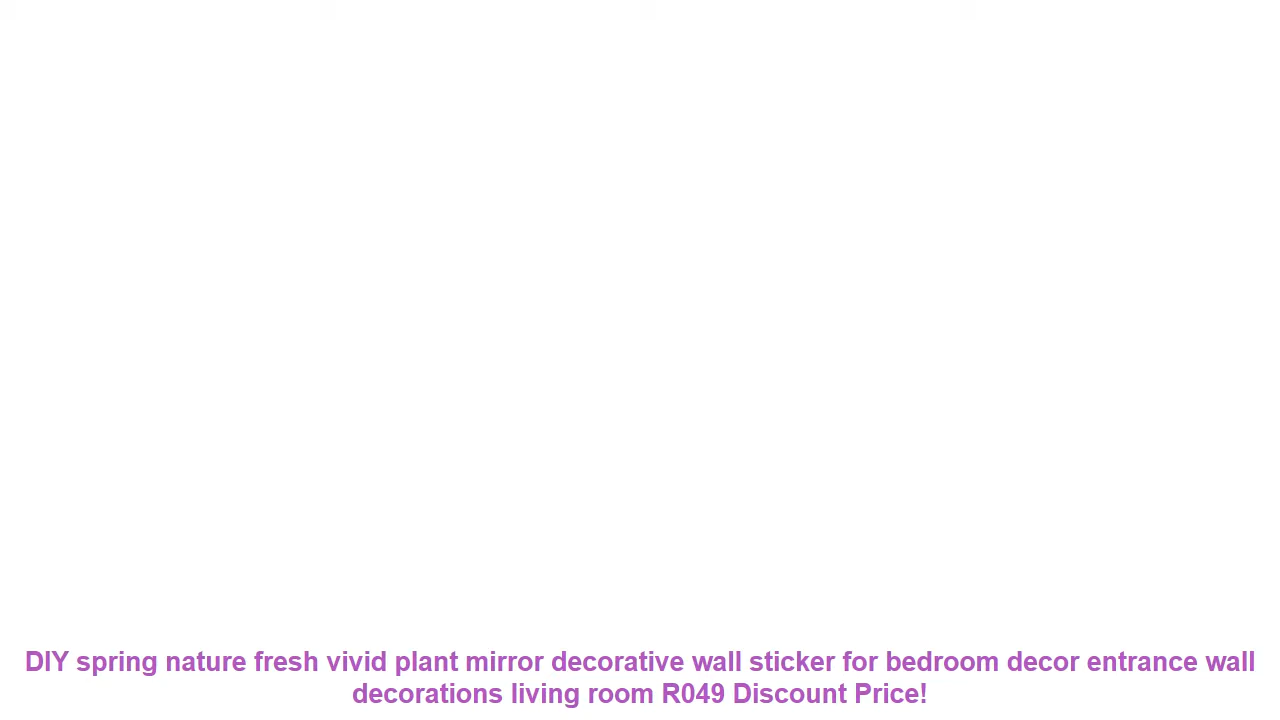 DIY spring nature fresh vivid plant mirror decorative wall sticker for bedroom decor entrance wall
decorations living room R049 Discount Price!